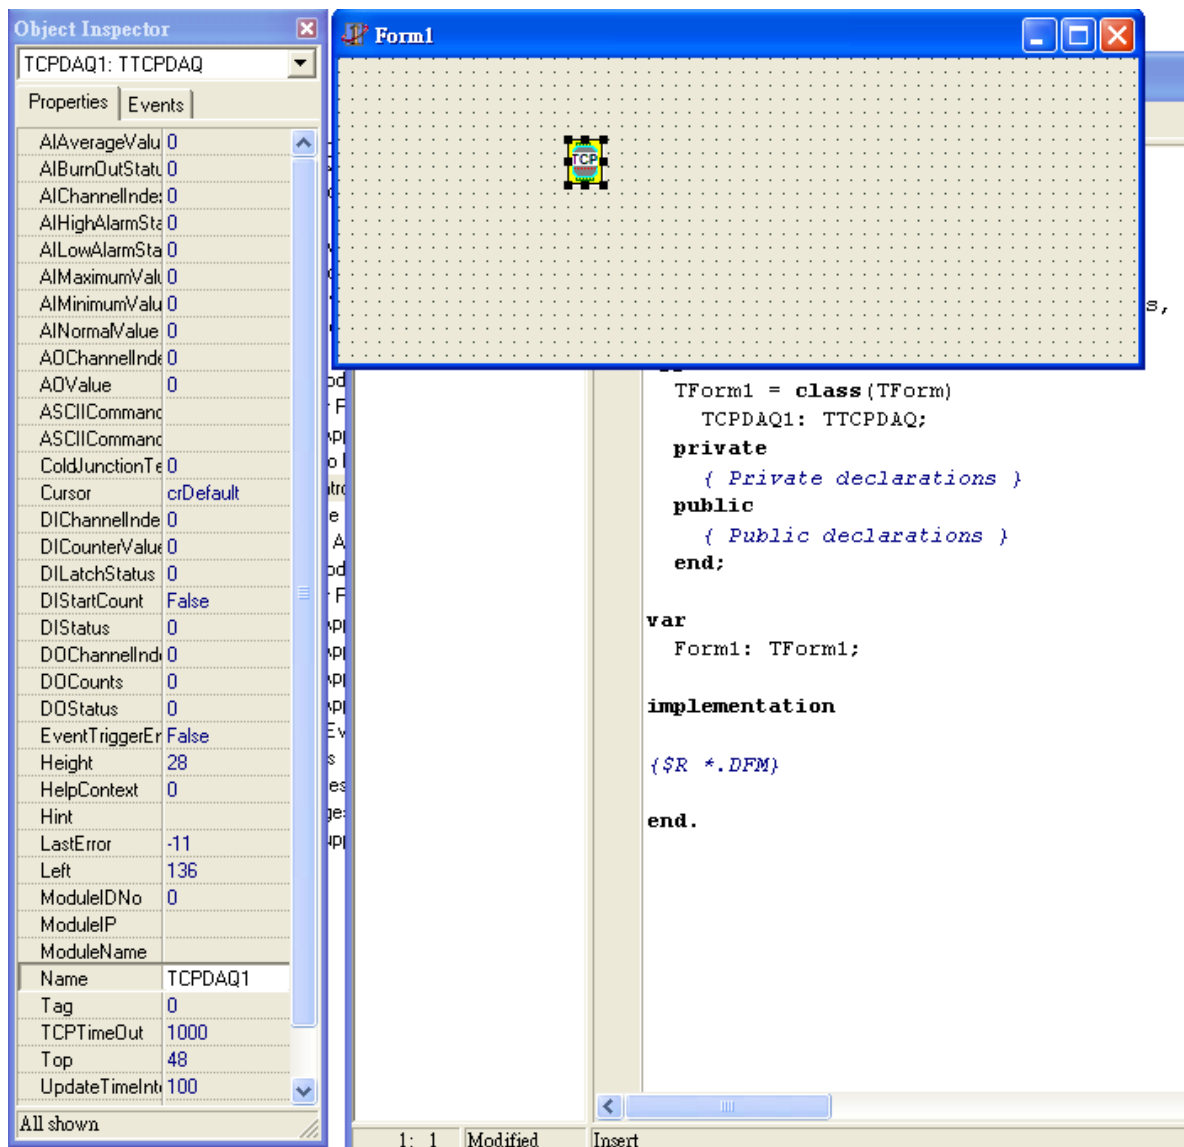 Object Inspector
TCPDAQ1: TTCPDAQ
Properties
Events
AIAverageValu 0
AIBurnOutStatu 0
AIChannelInde: 0
AIHighAlarmSta 0
AILowAlarmSta 0
AIMaximumValu 0
AIMinimumValu 0
AINormalValue 0
AOChannelInde 0
AOValue 0
ASCIICommand
ASCIICommand
ColdJunctionTe 0
Cursor crDefault
DIChannelInde 0
DICounterValue 0
DILatchStatus 0
DIStartCount False
DIStatus 0
DOChannelInde 0
DOCounts 0
DOStatus 0
EventTriggerEr False
Height 28
HelpContext 0
Hint
LastError -11
Left 136
ModuleIDNo 0
ModuleIP
ModuleName
Name TCPDAQ1
Tag 0
TCPTimeOut 1000
Top 48
UpdateTimeInte 100
All shown
Form1
TCP
s,
TForm1 = class(TForm)
TCPDAQ1: TTCPDAQ;
private
{ Private declarations }
public
{ Public declarations }
end;
var
Form1: TForm1;
implementation
{$R *.DFM}
end.
1: 1 Modified Insert